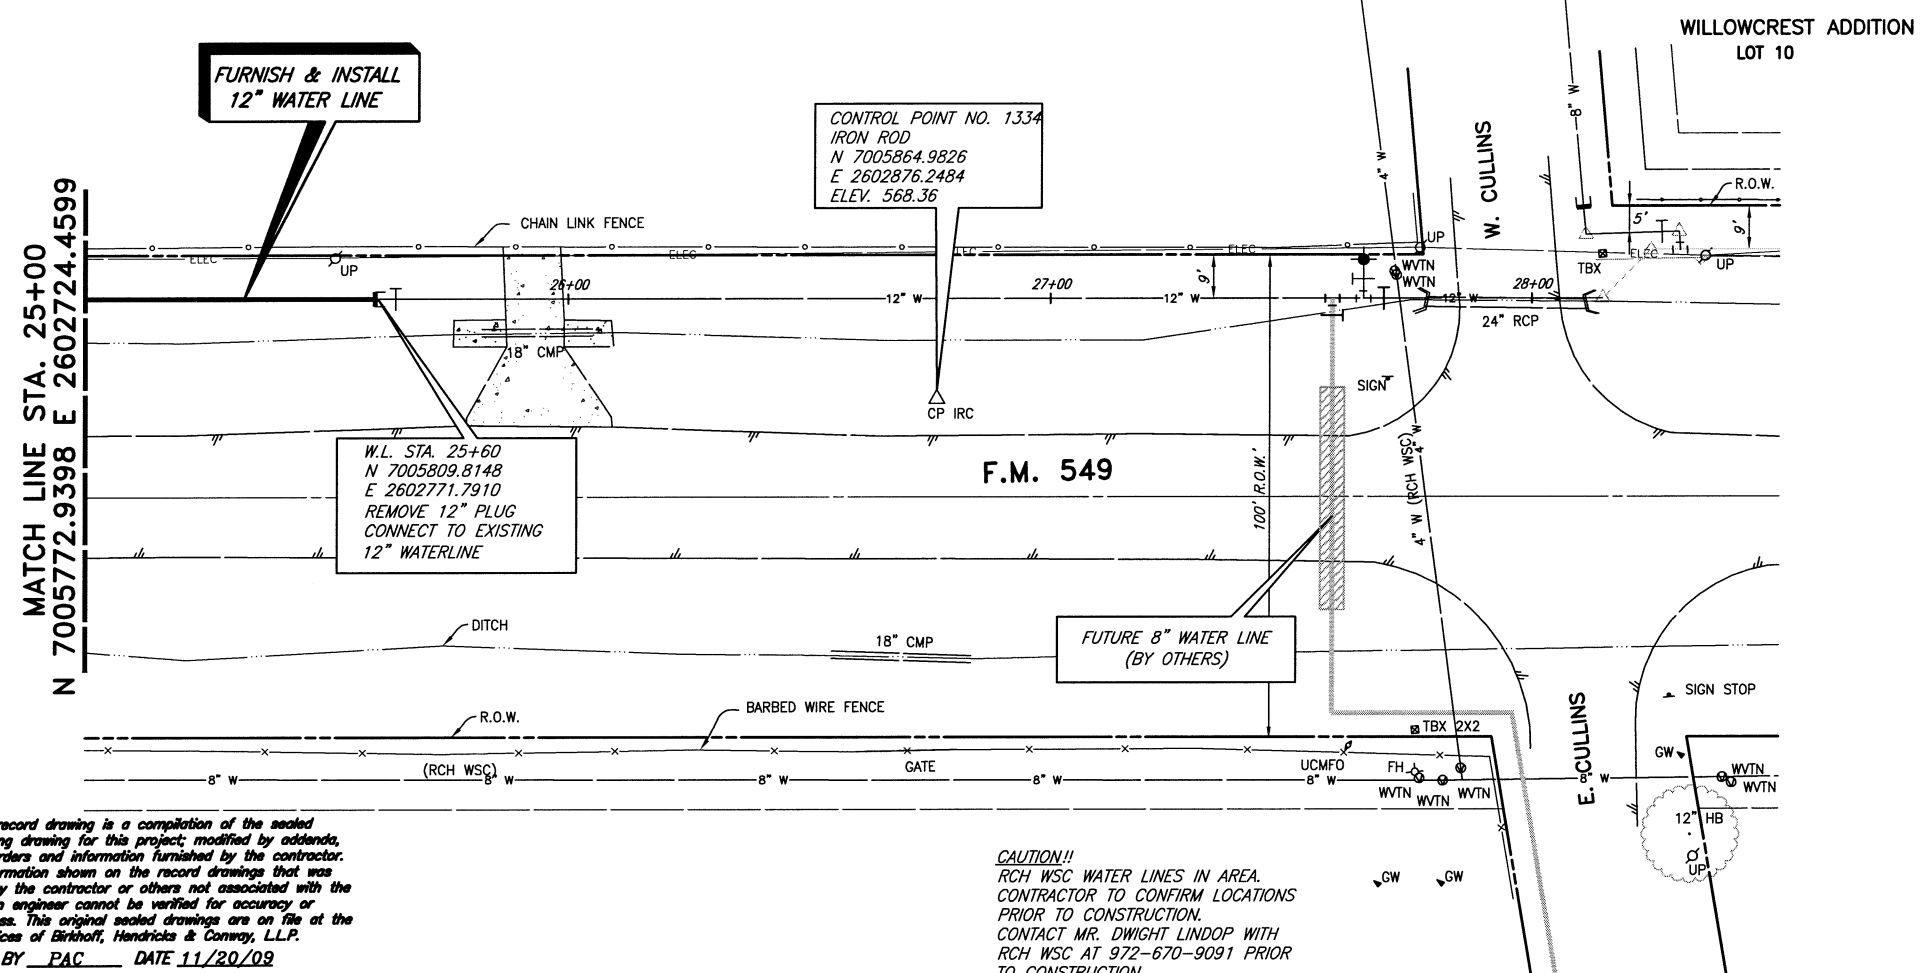 WILLOWCREST ADDITION
LOT 10
FURNISH & INSTALL
12" WATER LINE
CONTROL POINT NO. 1334
IRON ROD
N 7005864.9826
E 2602876.2484
ELEV. 568.36
MATCH LINE STA. 25+00
N 7005772.9398 E 2602724.4599
CHAIN LINK FENCE
ELEC
ELEC
ELEC
ELEC
ELEC
UP
UP
UP
26+00
27+00
28+00
12" W
12" W
12" W
9'
9'
5'
R.O.W.
4" W
8" W
W. CULLINS
WVTN
WVTN
TBX
24" RCP
18" CMP
SIGN
CP IRC
W.L. STA. 25+60
N 7005809.8148
E 2602771.7910
REMOVE 12" PLUG
CONNECT TO EXISTING
12" WATERLINE
F.M. 549
100' R.O.W.'
4" W (RCH WSC)
4" W
DITCH
18" CMP
FUTURE 8" WATER LINE
(BY OTHERS)
SIGN STOP
R.O.W.
BARBED WIRE FENCE
TBX 2X2
E. CULLINS
GW
8" W
(RCH WSC)
8" W
8" W
GATE
8" W
UCMFO
8" W
FH
WVTN
WVTN
WVTN
8" W
WVTN
WVTN
12" HB
UP
GW
GW
record drawing is a compilation of the sealed
ng drawing for this project; modified by addenda,
rders and information furnished by the contractor.
rmation shown on the record drawings that was
y the contractor or others not associated with the
n engineer cannot be verified for accuracy or
ss. This original sealed drawings are on file at the
ices of Birkhoff, Hendricks & Conway, L.L.P.
BY PAC DATE 11/20/09
CAUTION!!
RCH WSC WATER LINES IN AREA.
CONTRACTOR TO CONFIRM LOCATIONS
PRIOR TO CONSTRUCTION.
CONTACT MR. DWIGHT LINDOP WITH
RCH WSC AT 972-670-9091 PRIOR
TO CONSTRUCTION